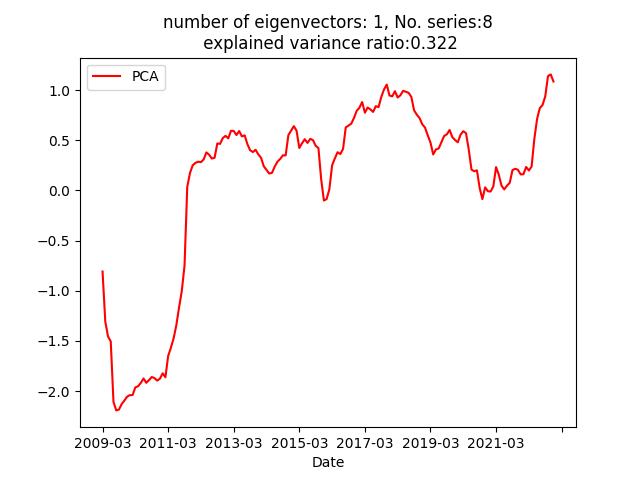 number of eigenvectors: 1, No. series:8
explained variance ratio:0.322
PCA
1.0
0.5
0.0
−0.5
−1.0
−1.5
−2.0
2009-03 2011-03 2013-03 2015-03 2017-03 2019-03 2021-03
Date